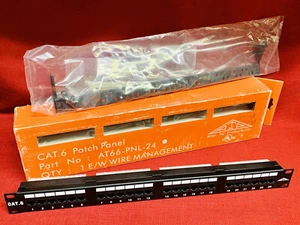 CAT.6 Patch Panel
Part No. AT66-PNL-24
QTY : 1 E/W WIRE MANAGEMENT
CAT.6